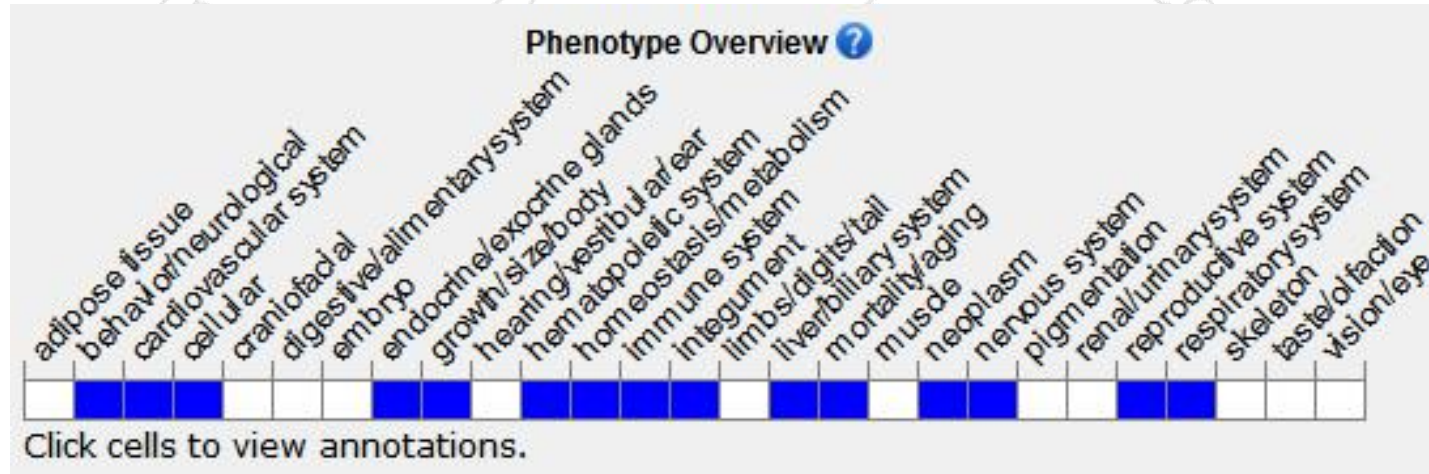 Phenotype Overview ?
adipose tissue
behavior/neurological
cardiovascular system
cellular
craniofacial
digestive/alimentary system
embryo
endocrine/exocrine glands
growth/size/body
hearing/vestibular/ear
hematopoietic system
homeostasis/metabolism
immune system
integument
limbs/digits/tail
liver/biliary system
mortality/aging
muscle
neoplasm
nervous system
pigmentation
renal/urinary system
reproductive system
respiratory system
skeleton
taste/olfaction
vision/eye
Click cells to view annotations.